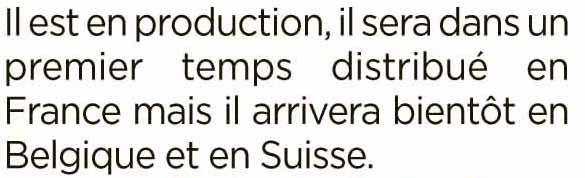 Il est en production, il sera dans un
premier temps distribué en
France mais il arrivera bientôt en
Belgique et en Suisse.